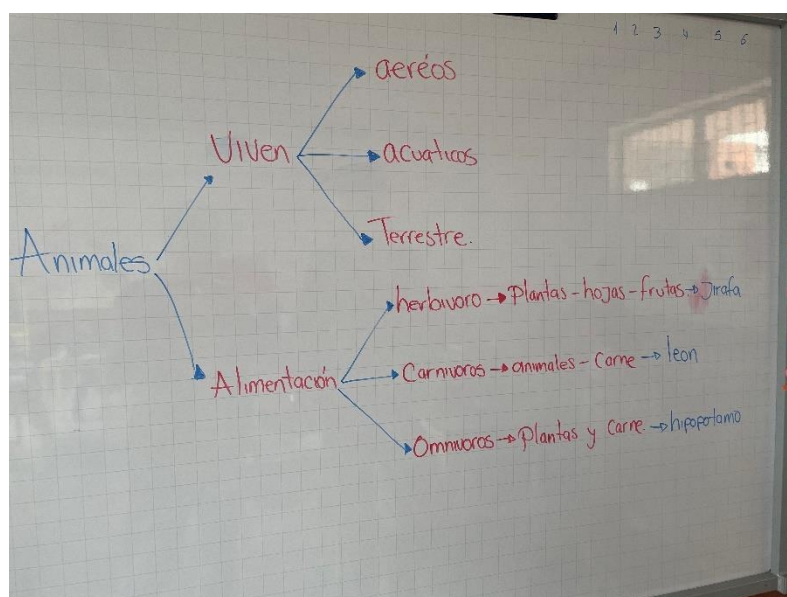 1 2 3 4 5 6
aeréos
Viven
acuaticos
Terrestre.
Animales
herbivoro → Plantas - hojas - frutas → Jirafa
Alimentación
Carnivoros → animales - Carne → leon
Omnivoros → Plantas y Carne. → hipopotamo